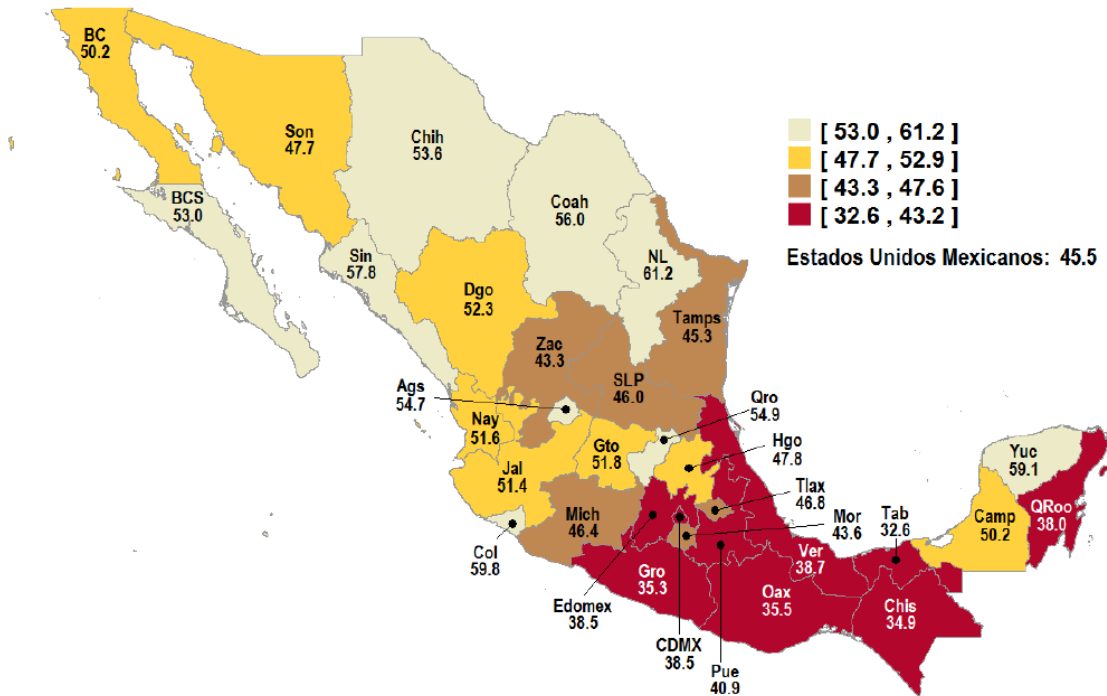 BC
50.2
Son
47.7
Chih
53.6
[ 53.0 , 61.2 ]
[ 47.7 , 52.9 ]
[ 43.3 , 47.6 ]
[ 32.6 , 43.2 ]
Estados Unidos Mexicanos: 45.5
BCS
53.0
Coah
56.0
Sin
57.8
NL
61.2
Dgo
52.3
Tamps
45.3
Zac
43.3
SLP
46.0
Ags
54.7
Qro
54.9
Nay
51.6
Gto
51.8
Hgo
47.8
Yuc
59.1
Jal
51.4
Tlax
46.8
QRoo
38.0
Mich
46.4
Mor
43.6
Tab
32.6
Camp
50.2
Col
59.8
Ver
38.7
Gro
35.3
Oax
35.5
Chis
34.9
Edomex
38.5
CDMX
38.5
Pue
40.9